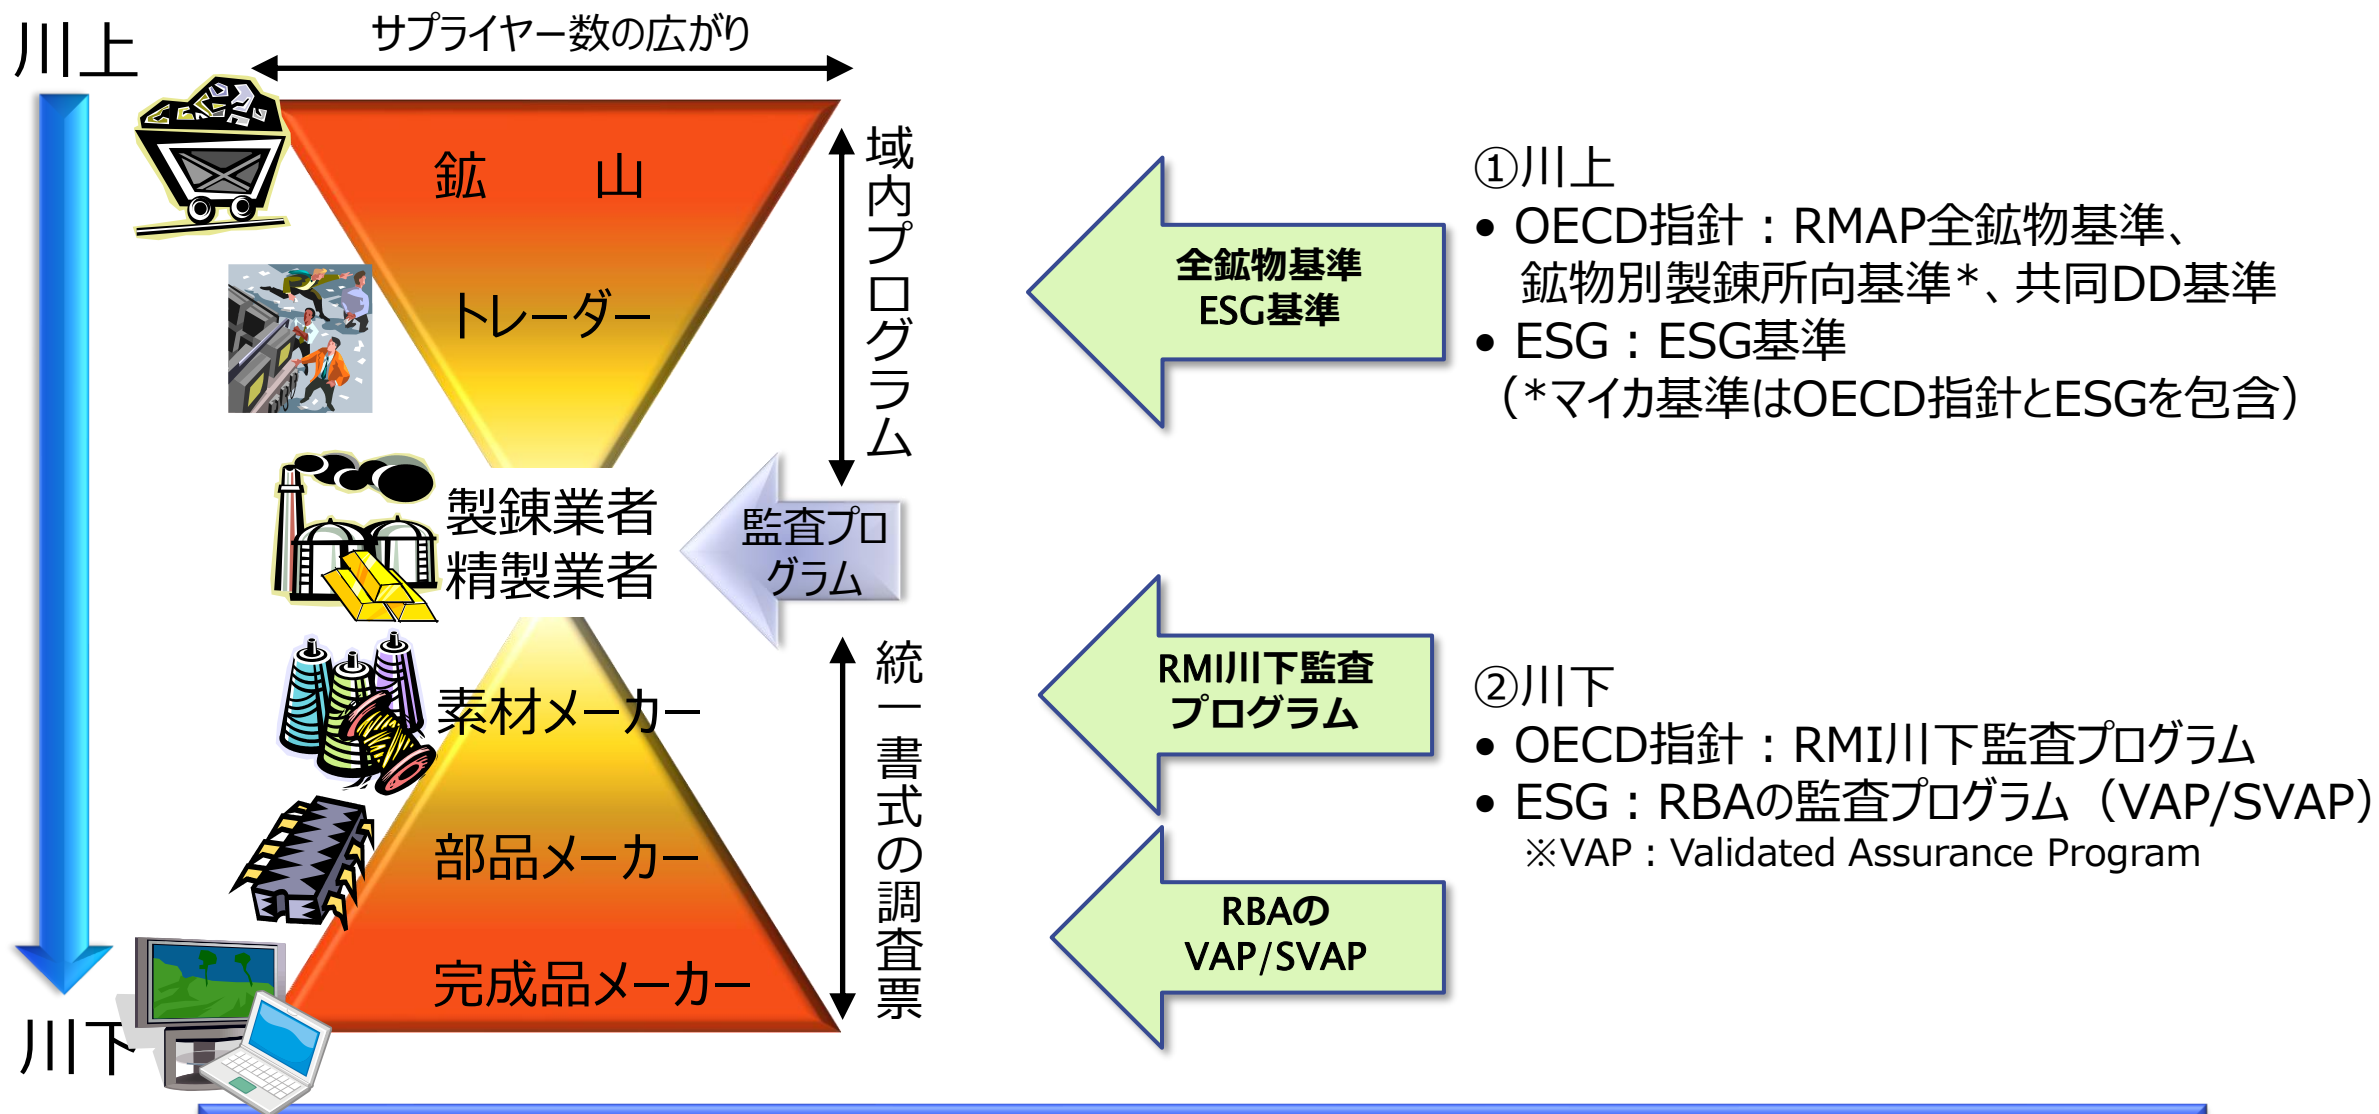 川上
サプライヤー数の広がり
鉱　　山
トレーダー
製錬業者
精製業者
素材メーカー
部品メーカー
完成品メーカー
川下
域内プログラム
監査プロ
グラム
統一書式の調査票
全鉱物基準
ESG基準
RMI川下監査
プログラム
RBAの
VAP/SVAP
①川上
• OECD指針：RMAP全鉱物基準、
鉱物別製錬所向基準*、共同DD基準
• ESG：ESG基準
（*マイカ基準はOECD指針とESGを包含）
②川下
• OECD指針：RMI川下監査プログラム
• ESG：RBAの監査プログラム（VAP/SVAP）
※VAP：Validated Assurance Program